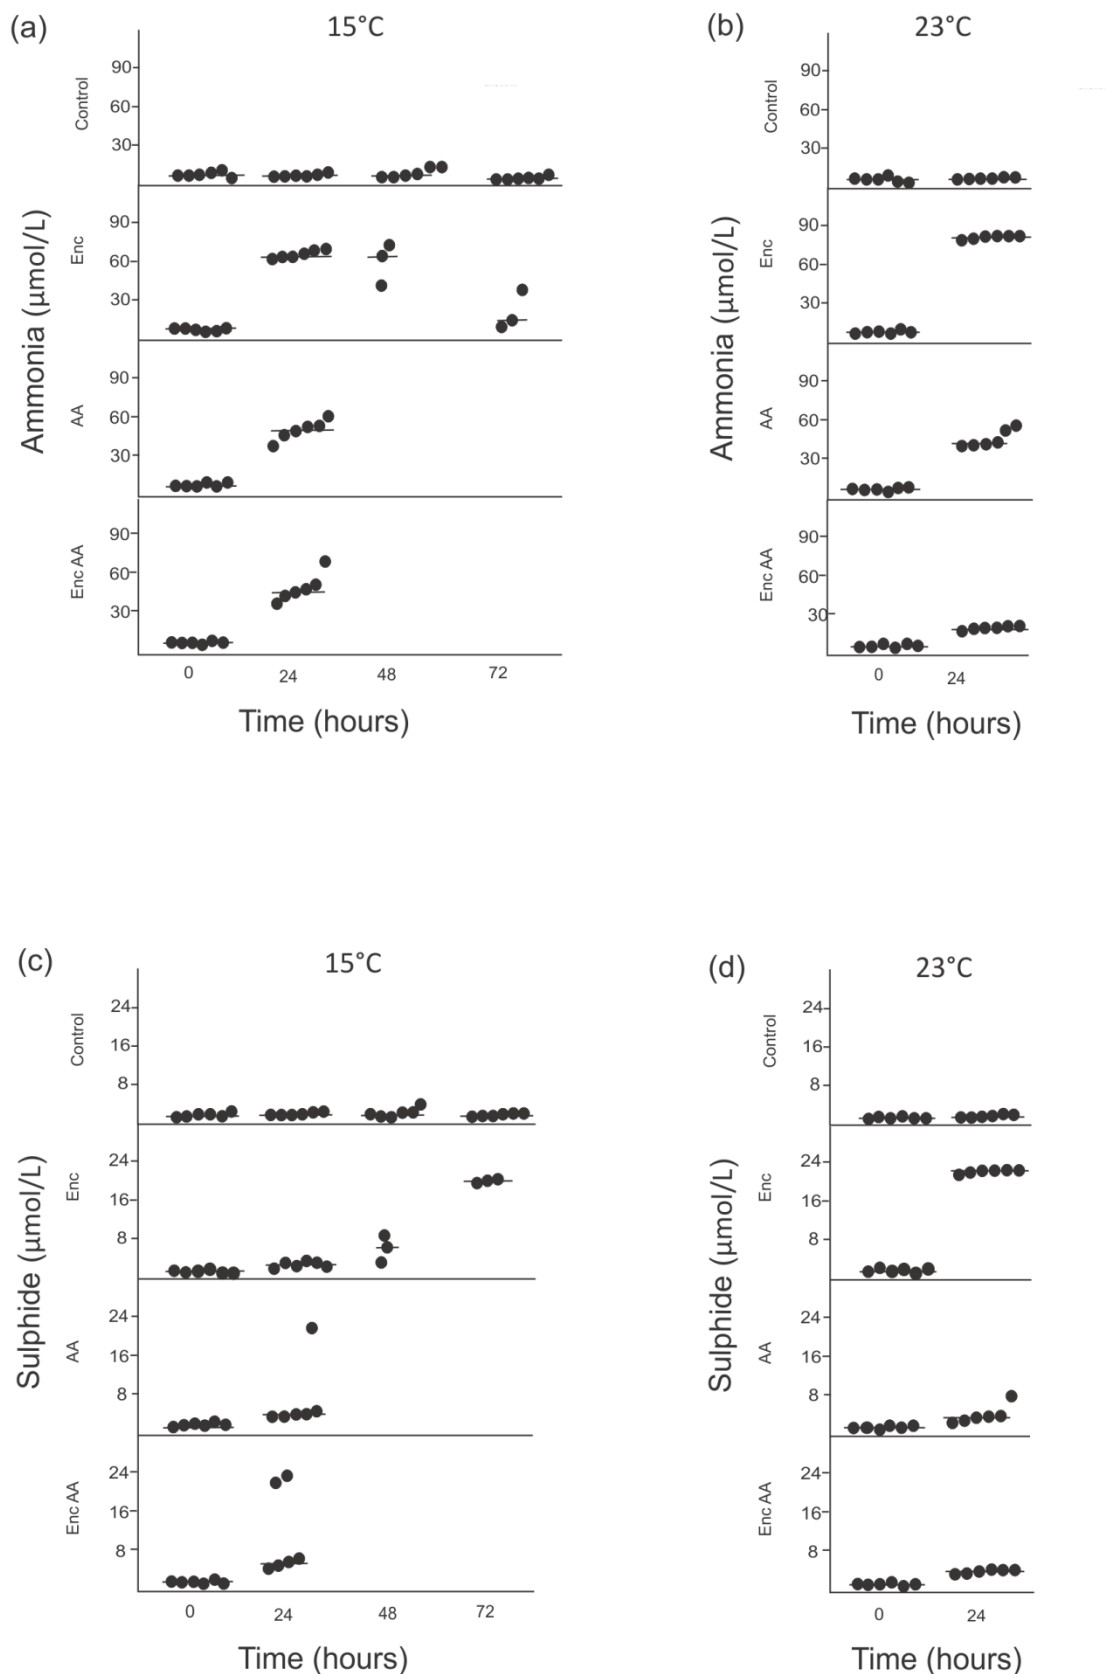 (a)
15°C
Control
90
60
30
Enc
90
60
30
AA
90
60
30
Enc AA
90
60
30
Ammonia (µmol/L)
0
24
48
72
Time (hours)
(b)
23°C
Control
90
60
30
Enc
90
60
30
AA
90
60
30
Enc AA
90
60
30
Ammonia (µmol/L)
0
24
Time (hours)
(c)
15°C
Control
24
16
8
Enc
24
16
8
AA
24
16
8
Enc AA
24
16
8
Sulphide (µmol/L)
0
24
48
72
Time (hours)
(d)
23°C
Control
24
16
8
Enc
24
16
8
AA
24
16
8
Enc AA
24
16
8
Sulphide (µmol/L)
0
24
Time (hours)